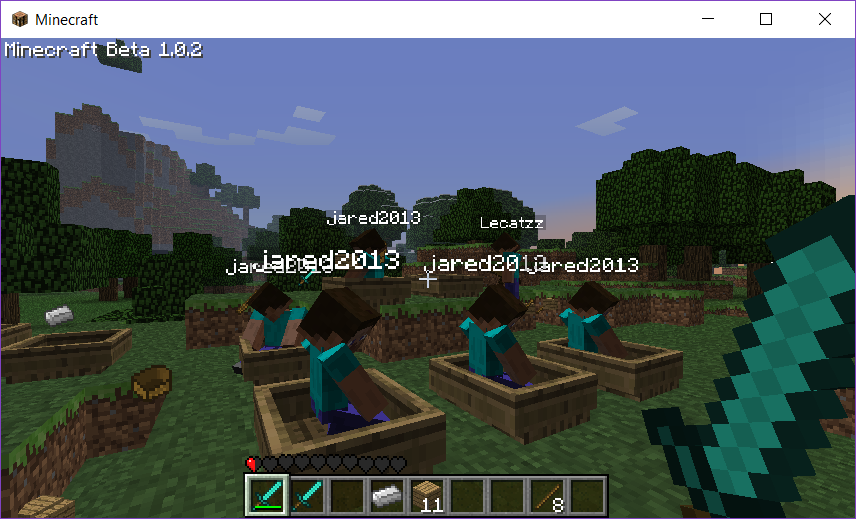 Minecraft
Minecraft Beta 1.0.2
jared2013
Lecatzz
jared2013
jared2013
jared2013
11
8